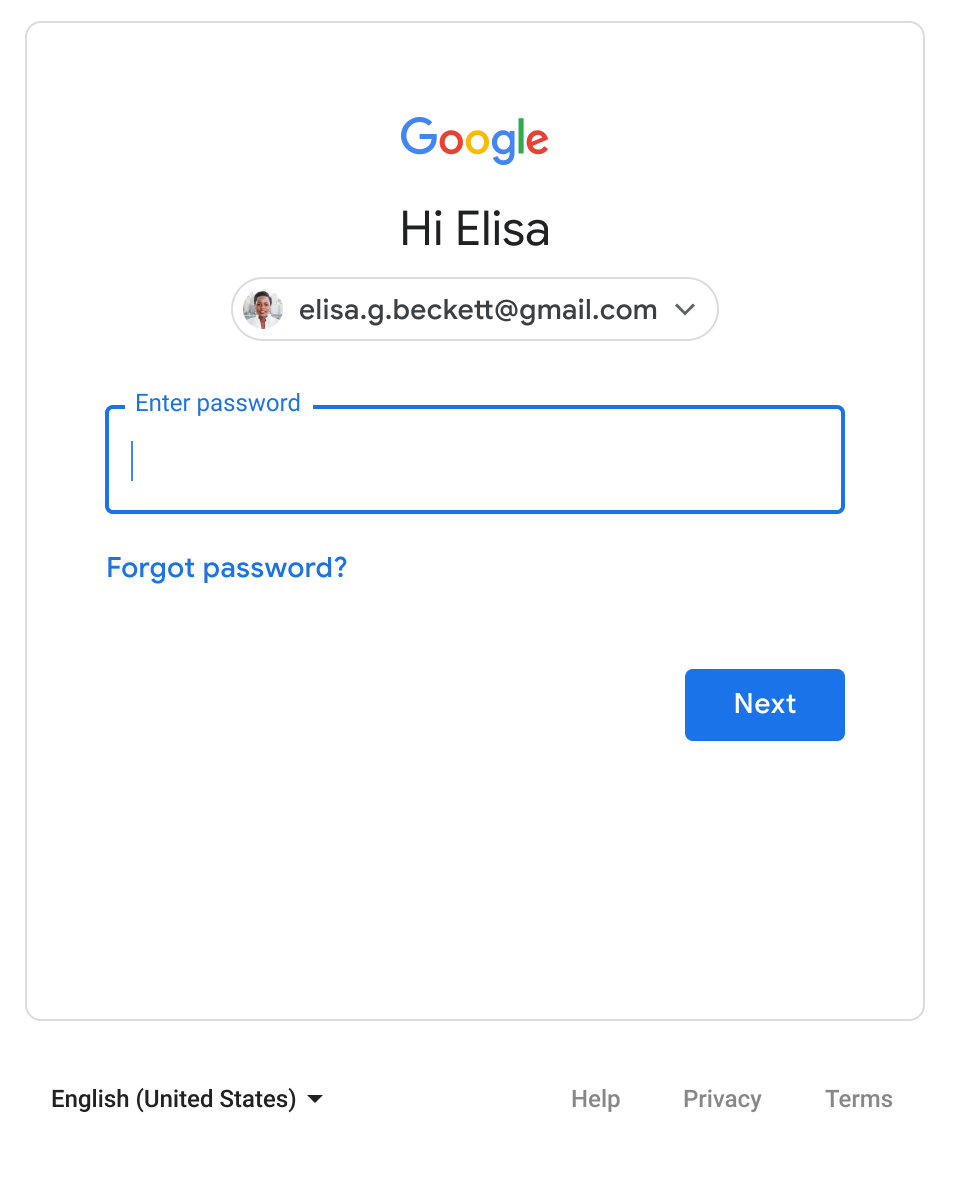 Google
Hi Elisa
elisa.g.beckett@gmail.com
Enter password
Forgot password?
Next
English (United States) Help Privacy Terms